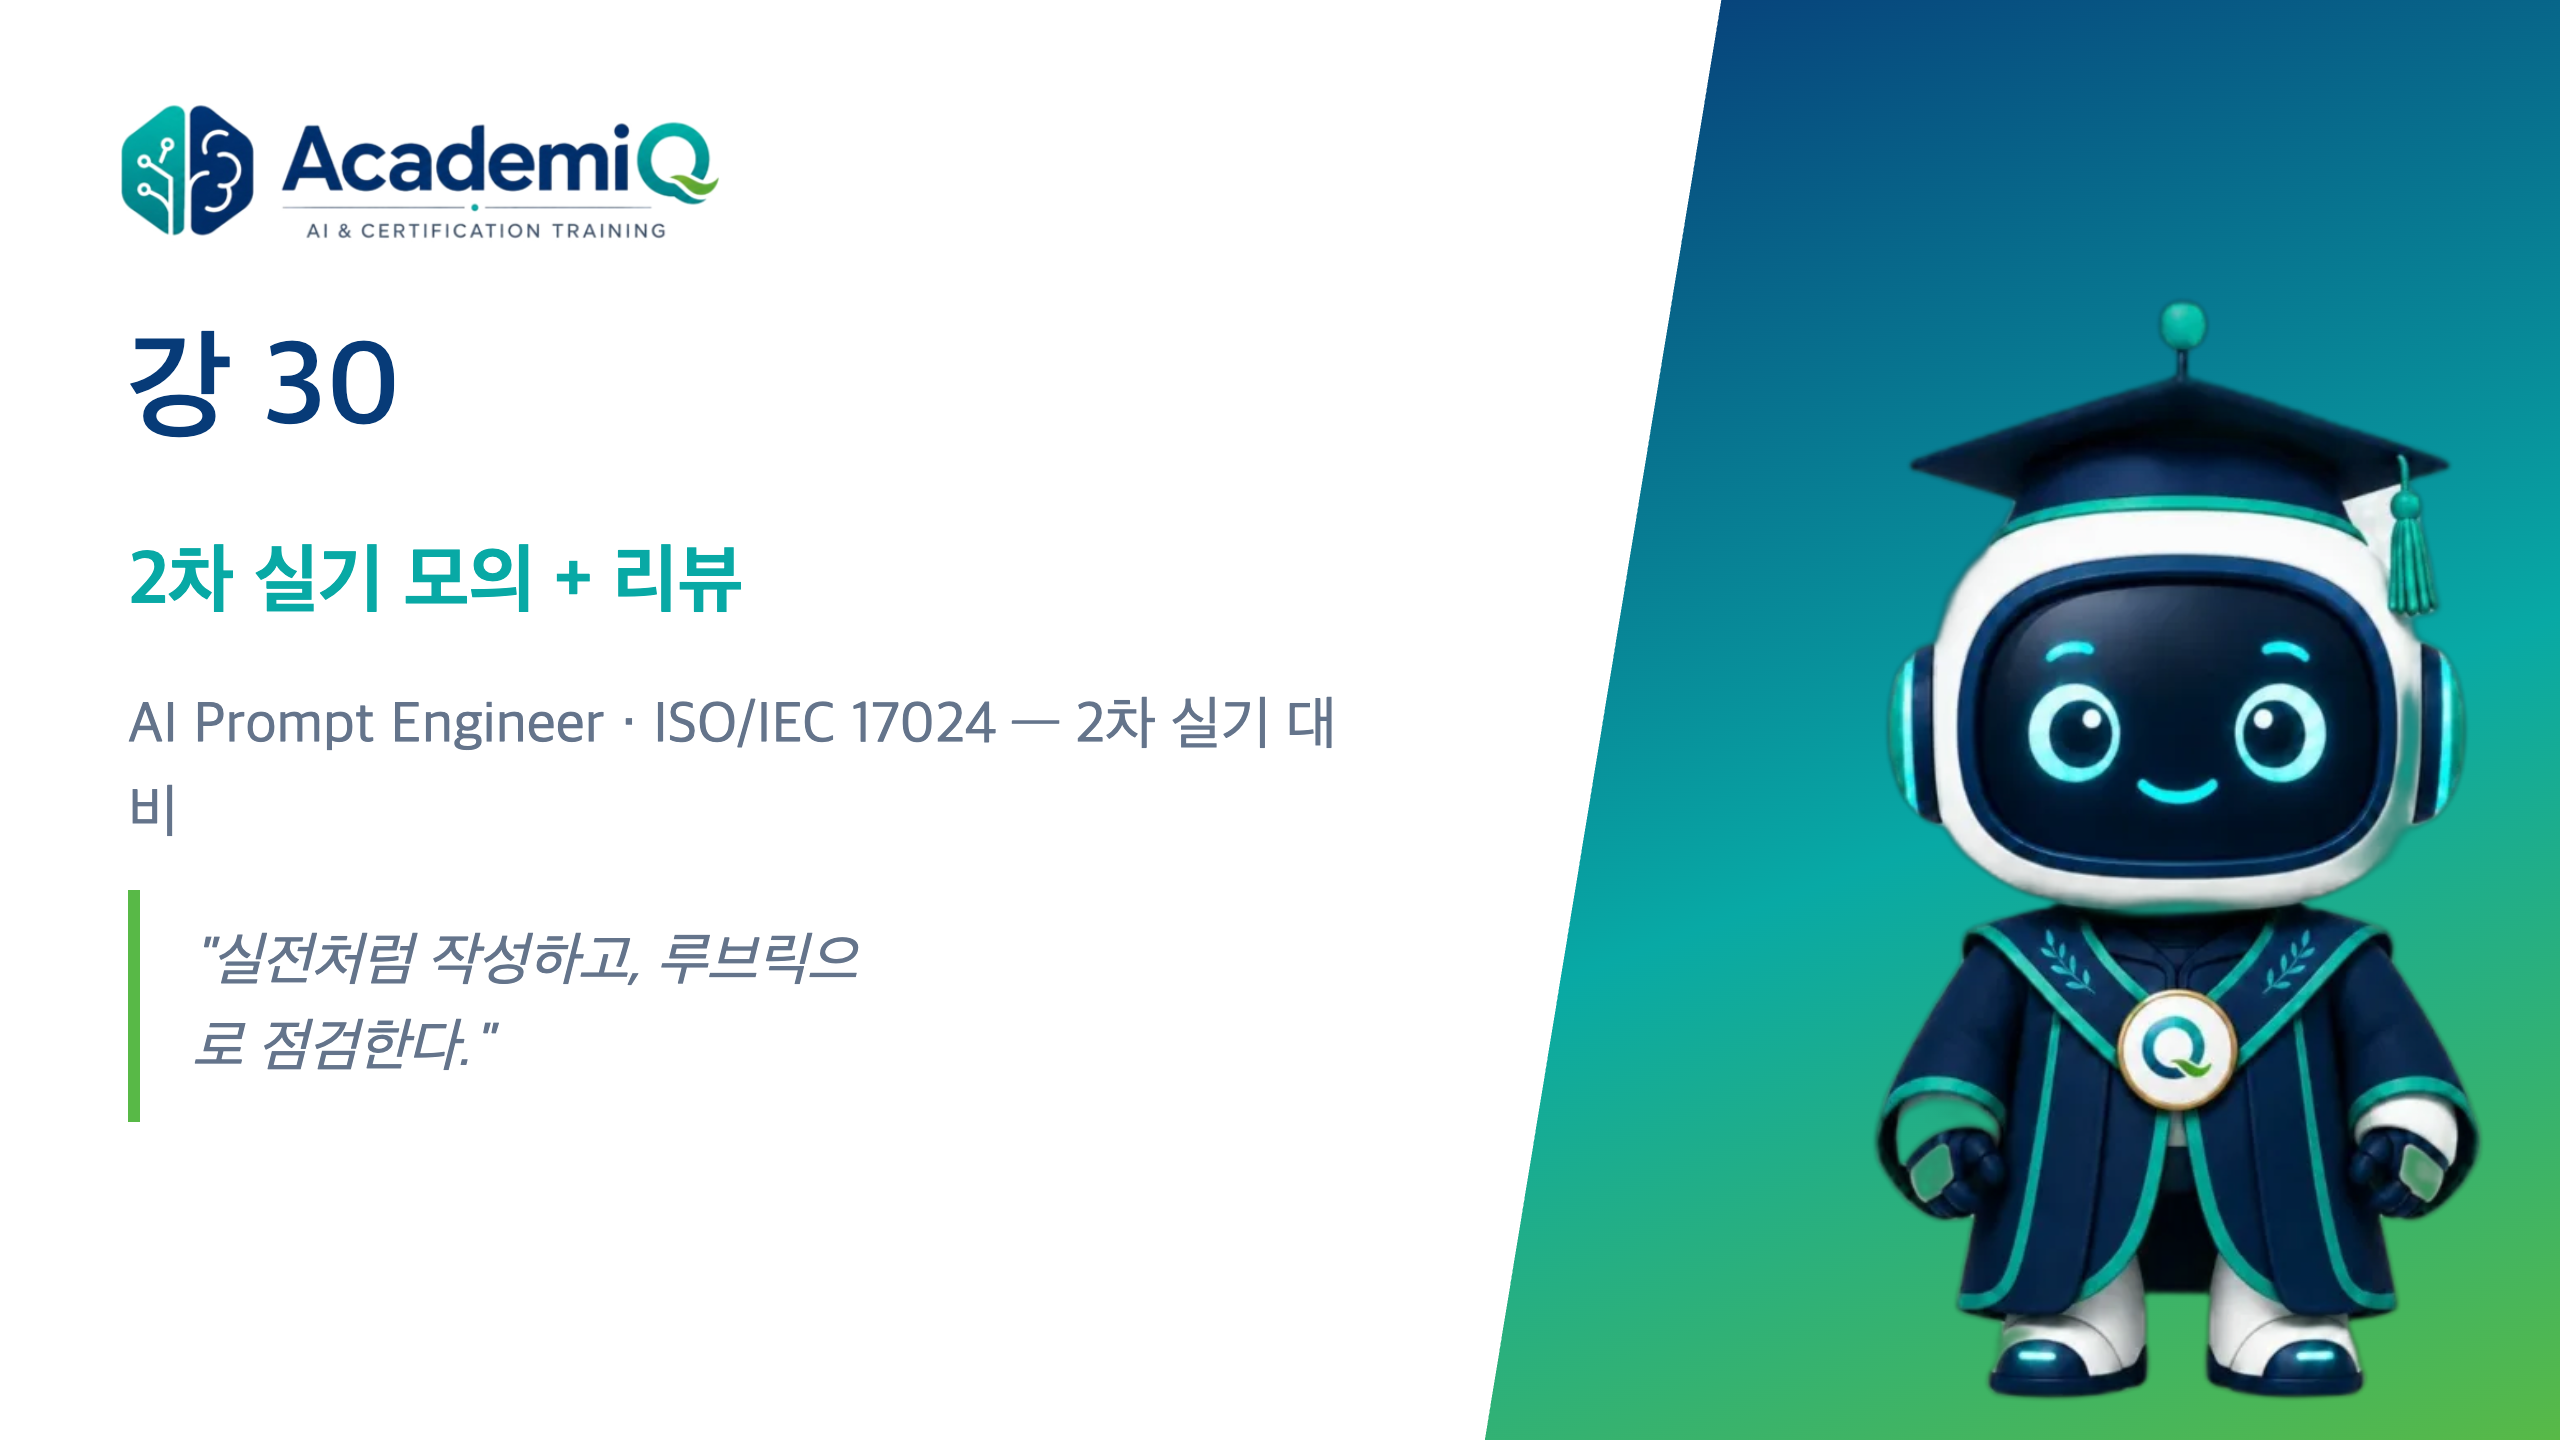 AcademiQ
AI & CERTIFICATION TRAINING
강 30
2차 실기 모의 + 리뷰
AI Prompt Engineer · ISO/IEC 17024 — 2차 실기 대
비
"실전처럼 작성하고, 루브릭으
로 점검한다."
Q